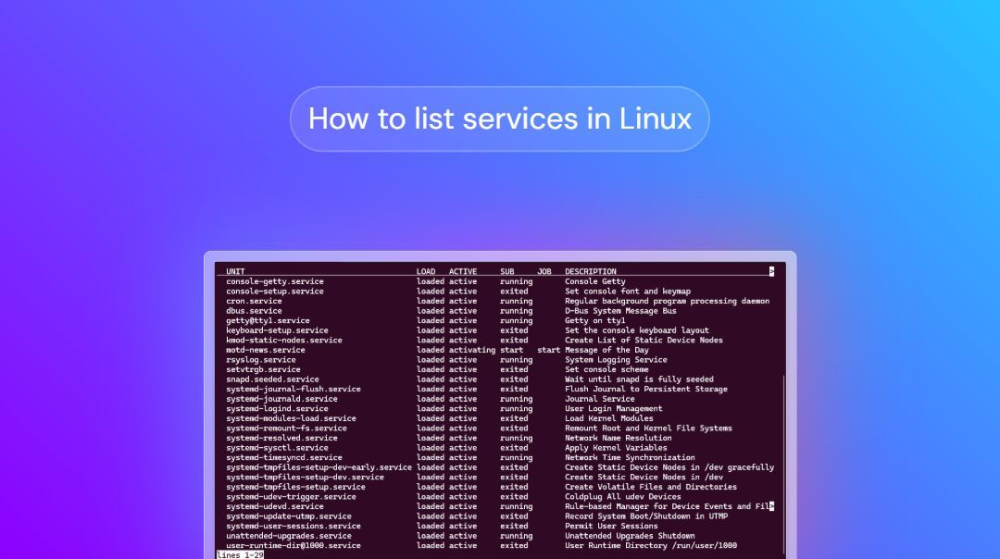 How to list services in Linux
UNIT LOAD ACTIVE SUB JOB DESCRIPTION >
console-getty.service loaded active running Console Getty
console-setup.service loaded active exited Set console font and keymap
cron.service loaded active running Regular background program processing daemon
dbus.service loaded active running D-Bus System Message Bus
getty@tty1.service loaded active running Getty on tty1
keyboard-setup.service loaded active exited Set the console keyboard layout
kmod-static-nodes.service loaded active exited Create List of Static Device Nodes
motd-news.service loaded activating start start Message of the Day
rsyslog.service loaded active running System Logging Service
setvtrgb.service loaded active exited Set console scheme
snapd.seeded.service loaded active exited Wait until snapd is fully seeded
systemd-journal-flush.service loaded active exited Flush Journal to Persistent Storage
systemd-journald.service loaded active running Journal Service
systemd-logind.service loaded active running User Login Management
systemd-modules-load.service loaded active exited Load Kernel Modules
systemd-remount-fs.service loaded active exited Remount Root and Kernel File Systems
systemd-resolved.service loaded active running Network Name Resolution
systemd-sysctl.service loaded active exited Apply Kernel Variables
systemd-timesyncd.service loaded active running Network Time Synchronization
systemd-tmpfiles-setup-dev-early.service loaded active exited Create Static Device Nodes in /dev gracefully
systemd-tmpfiles-setup-dev.service loaded active exited Create Static Device Nodes in /dev
systemd-tmpfiles-setup.service loaded active exited Create Volatile Files and Directories
systemd-udev-trigger.service loaded active exited Coldplug All udev Devices
systemd-udevd.service loaded active running Rule-based Manager for Device Events and Fil>
systemd-update-utmp.service loaded active exited Record System Boot/Shutdown in UTMP
systemd-user-sessions.service loaded active exited Permit User Sessions
unattended-upgrades.service loaded active running Unattended Upgrades Shutdown
user-runtime-dir@1000.service loaded active exited User Runtime Directory /run/user/1000
lines 1-29